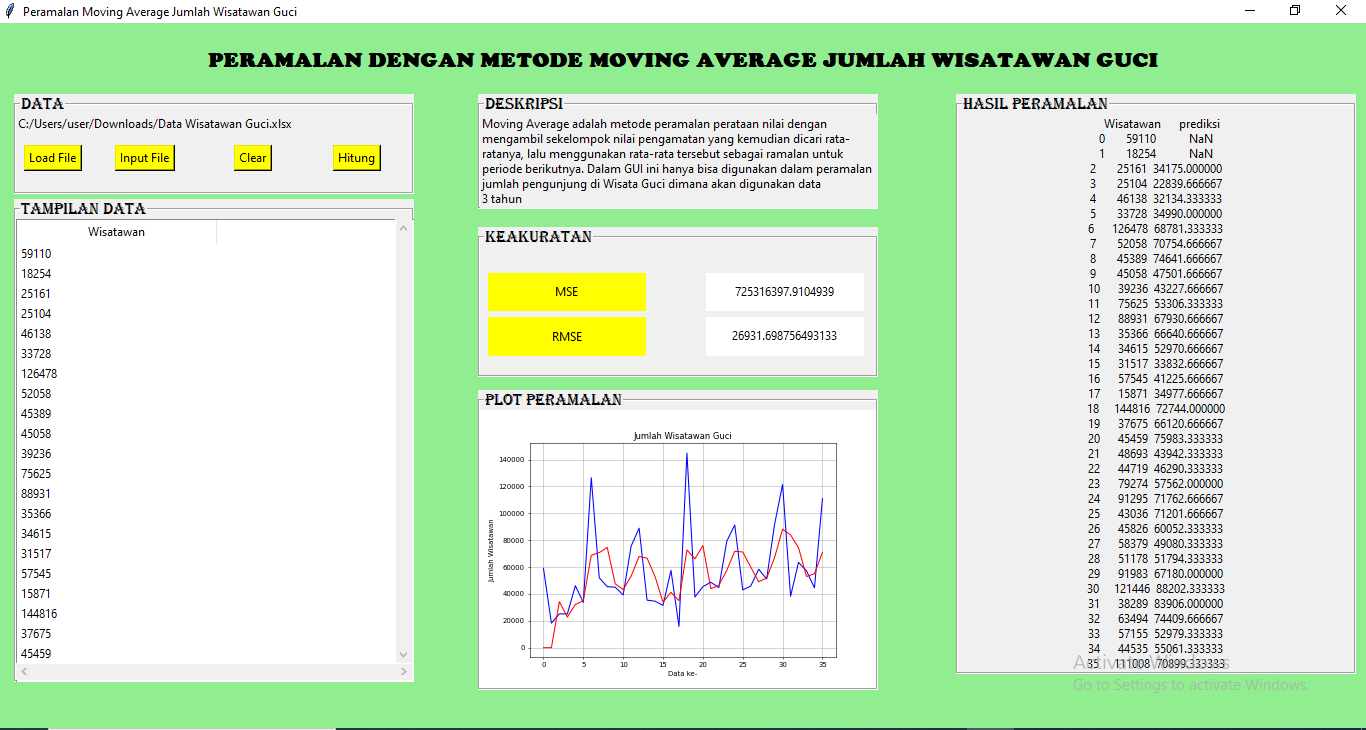 Peramalan Moving Average Jumlah Wisatawan Guci
PERAMALAN DENGAN METODE MOVING AVERAGE JUMLAH WISATAWAN GUCI
DATA
C:/Users/user/Downloads/Data Wisatawan Guci.xlsx
Load File Input File Clear Hitung
TAMPILAN DATA
Wisatawan
59110
18254
25161
25104
46138
33728
126478
52058
45389
45058
39236
75625
88931
35366
34615
31517
57545
15871
144816
37675
45459
DESKRIPSI
Moving Average adalah metode peramalan perataan nilai dengan
mengambil sekelompok nilai pengamatan yang kemudian dicari rata-
ratanya, lalu menggunakan rata-rata tersebut sebagai ramalan untuk
periode berikutnya. Dalam GUI ini hanya bisa digunakan dalam peramalan
jumlah pengunjung di Wisata Guci dimana akan digunakan data
3 tahun
KEAKURATAN
MSE 725316397.9104939
RMSE 26931.698756493133
PLOT PERAMALAN
Jumlah Wisatawan Guci
Jumlah Wisatawan
140000
120000
100000
80000
60000
40000
20000
0
0 5 10 15 20 25 30 35
Data ke-
HASIL PERAMALAN
Wisatawan prediksi
0 59110 NaN
1 18254 NaN
2 25161 34175.000000
3 25104 22839.666667
4 46138 32134.333333
5 33728 34990.000000
6 126478 68781.333333
7 52058 70754.666667
8 45389 74641.666667
9 45058 47501.666667
10 39236 43227.666667
11 75625 53306.333333
12 88931 67930.666667
13 35366 66640.666667
14 34615 52970.666667
15 31517 33832.666667
16 57545 41225.666667
17 15871 34977.666667
18 144816 72744.000000
19 37675 66120.666667
20 45459 75983.333333
21 48693 43942.333333
22 44719 46290.333333
23 79274 57562.000000
24 91295 71762.666667
25 43036 71201.666667
26 45826 60052.333333
27 58379 49080.333333
28 51178 51794.333333
29 91983 67180.000000
30 121446 88202.333333
31 38289 83906.000000
32 63494 74409.666667
33 57155 52979.333333
34 44535 55061.333333
35 111008 70899.333333
Activate Windows
Go to Settings to activate Windows.